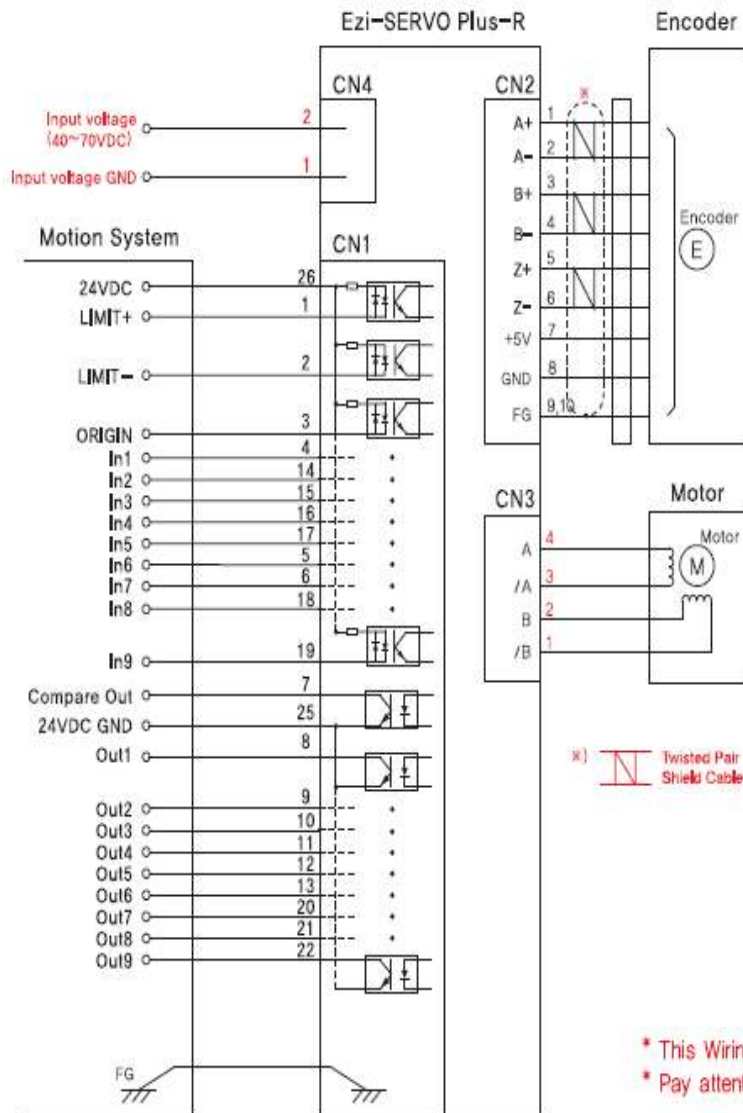 Ezi-SERVO Plus-R
Encoder
CN4
CN2
Input voltage
(40~70VDC)
2
Input voltage GND
1
※
A+ 1
A- 2
B+ 3
B- 4
Z+ 5
Z- 6
+5V 7
GND 8
FG 9,10
Encoder
E
Motion System
CN1
24VDC 26
LIMIT+ 1
LIMIT- 2
ORIGIN 3
In1 4
In2 14
In3 15
In4 16
In5 17
In6 5
In7 6
In8 18
In9 19
Compare Out 7
24VDC GND 25
Out1 8
Out2 9
Out3 10
Out4 11
Out5 12
Out6 13
Out7 20
Out8 21
Out9 22
FG
CN3
Motor
A 4
/A 3
B 2
/B 1
Motor
M
※) Twisted Pair
Shield Cable
* This Wirin
* Pay attent